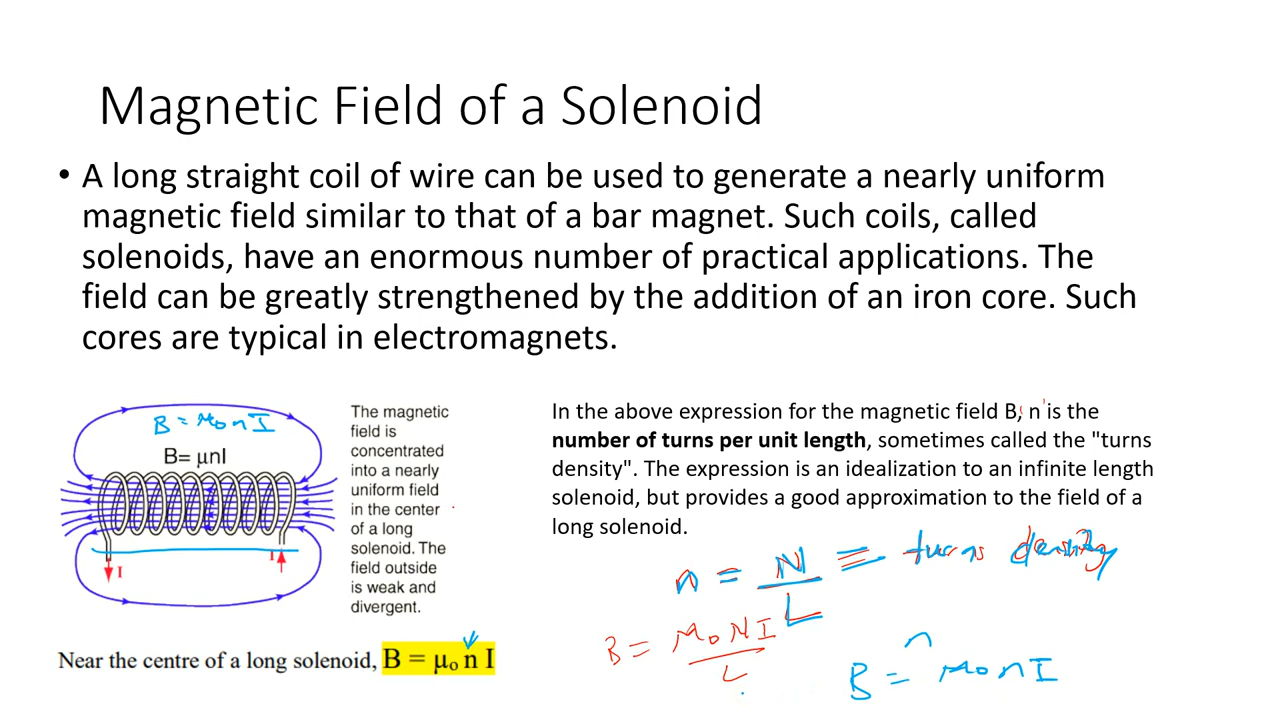 Magnetic Field of a Solenoid
• A long straight coil of wire can be used to generate a nearly uniform
magnetic field similar to that of a bar magnet. Such coils, called
solenoids, have an enormous number of practical applications. The
field can be greatly strengthened by the addition of an iron core. Such
cores are typical in electromagnets.
B = μ₀ n I
B= μnI
I
I
The magnetic
field is
concentrated
into a nearly
uniform field
in the center
of a long
solenoid. The
field outside
is weak and
divergent.
In the above expression for the magnetic field B, n 'is the
number of turns per unit length, sometimes called the "turns
density". The expression is an idealization to an infinite length
solenoid, but provides a good approximation to the field of a
long solenoid.
n = N/L ≡ turns density
B = μ₀NI/L
n
B = μ₀nI
Near the centre of a long solenoid, B = μ₀ n I